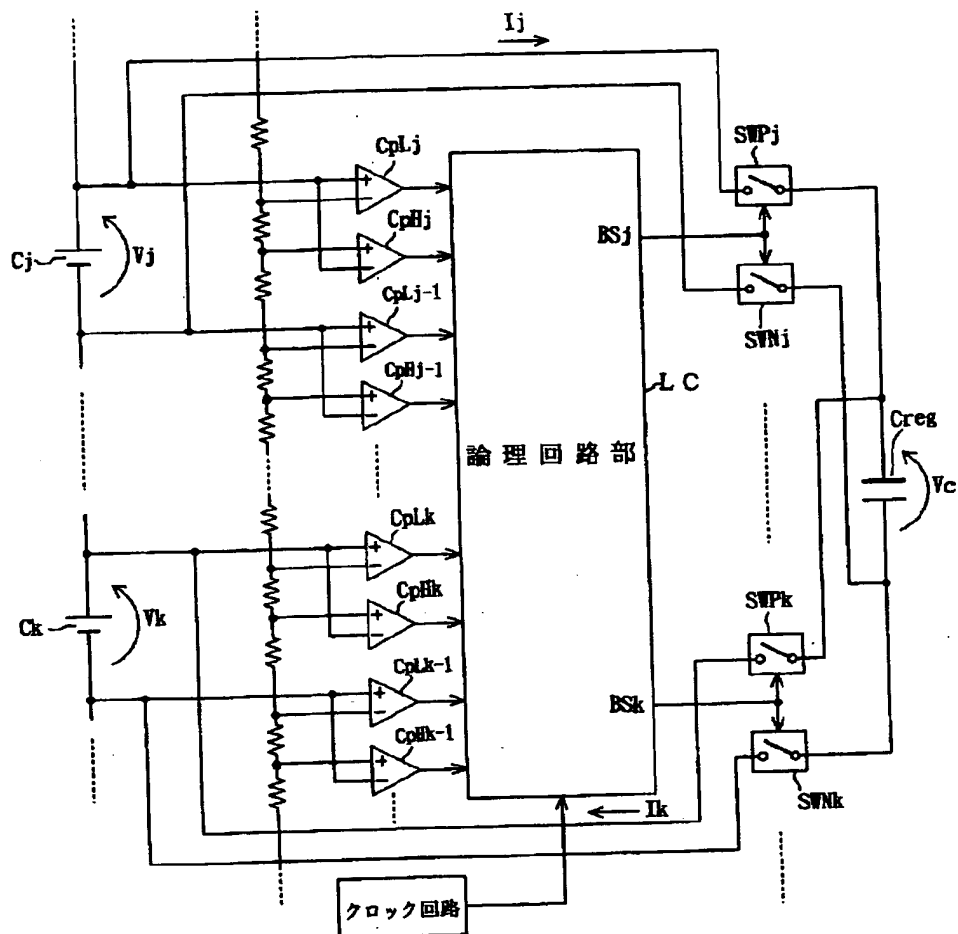 Ij
SWPj
CpLj
CpHj
BSj
Cj
Vj
CpLj-1
SWNj
CpHj-1
LC
Creg
論理回路部
Vc
CpLk
CpHk
SWPk
Ck
Vk
CpLk-1
BSk
CpHk-1
SWNk
Ik
クロック回路